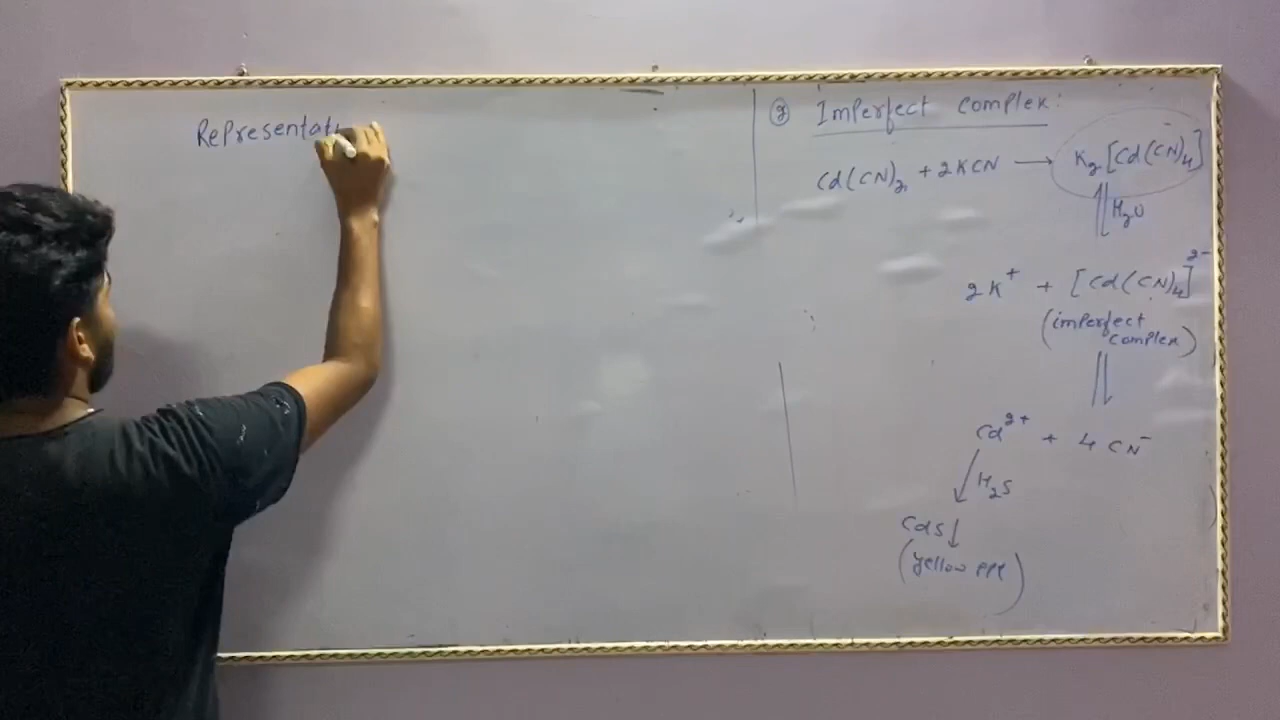 Representat
② Imperfect complex:
Cd(CN)₂ + 2KCN ⟶ K₂[Cd(CN)₄]
⇌ H₂O
2K⁺ + [Cd(CN)₄]²⁻
(imperfect
complex)
⇌
Cd²⁺ + 4CN⁻
↓ H₂S
CdS↓
(yellow ppt)